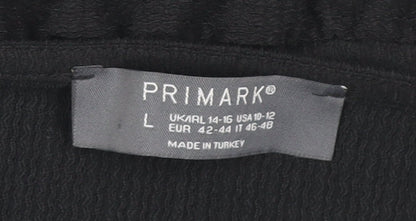 PRIMARK®
L UK/IRL 14-16 USA 10-12
EUR 42-44 IT 46-48
MADE IN TURKEY